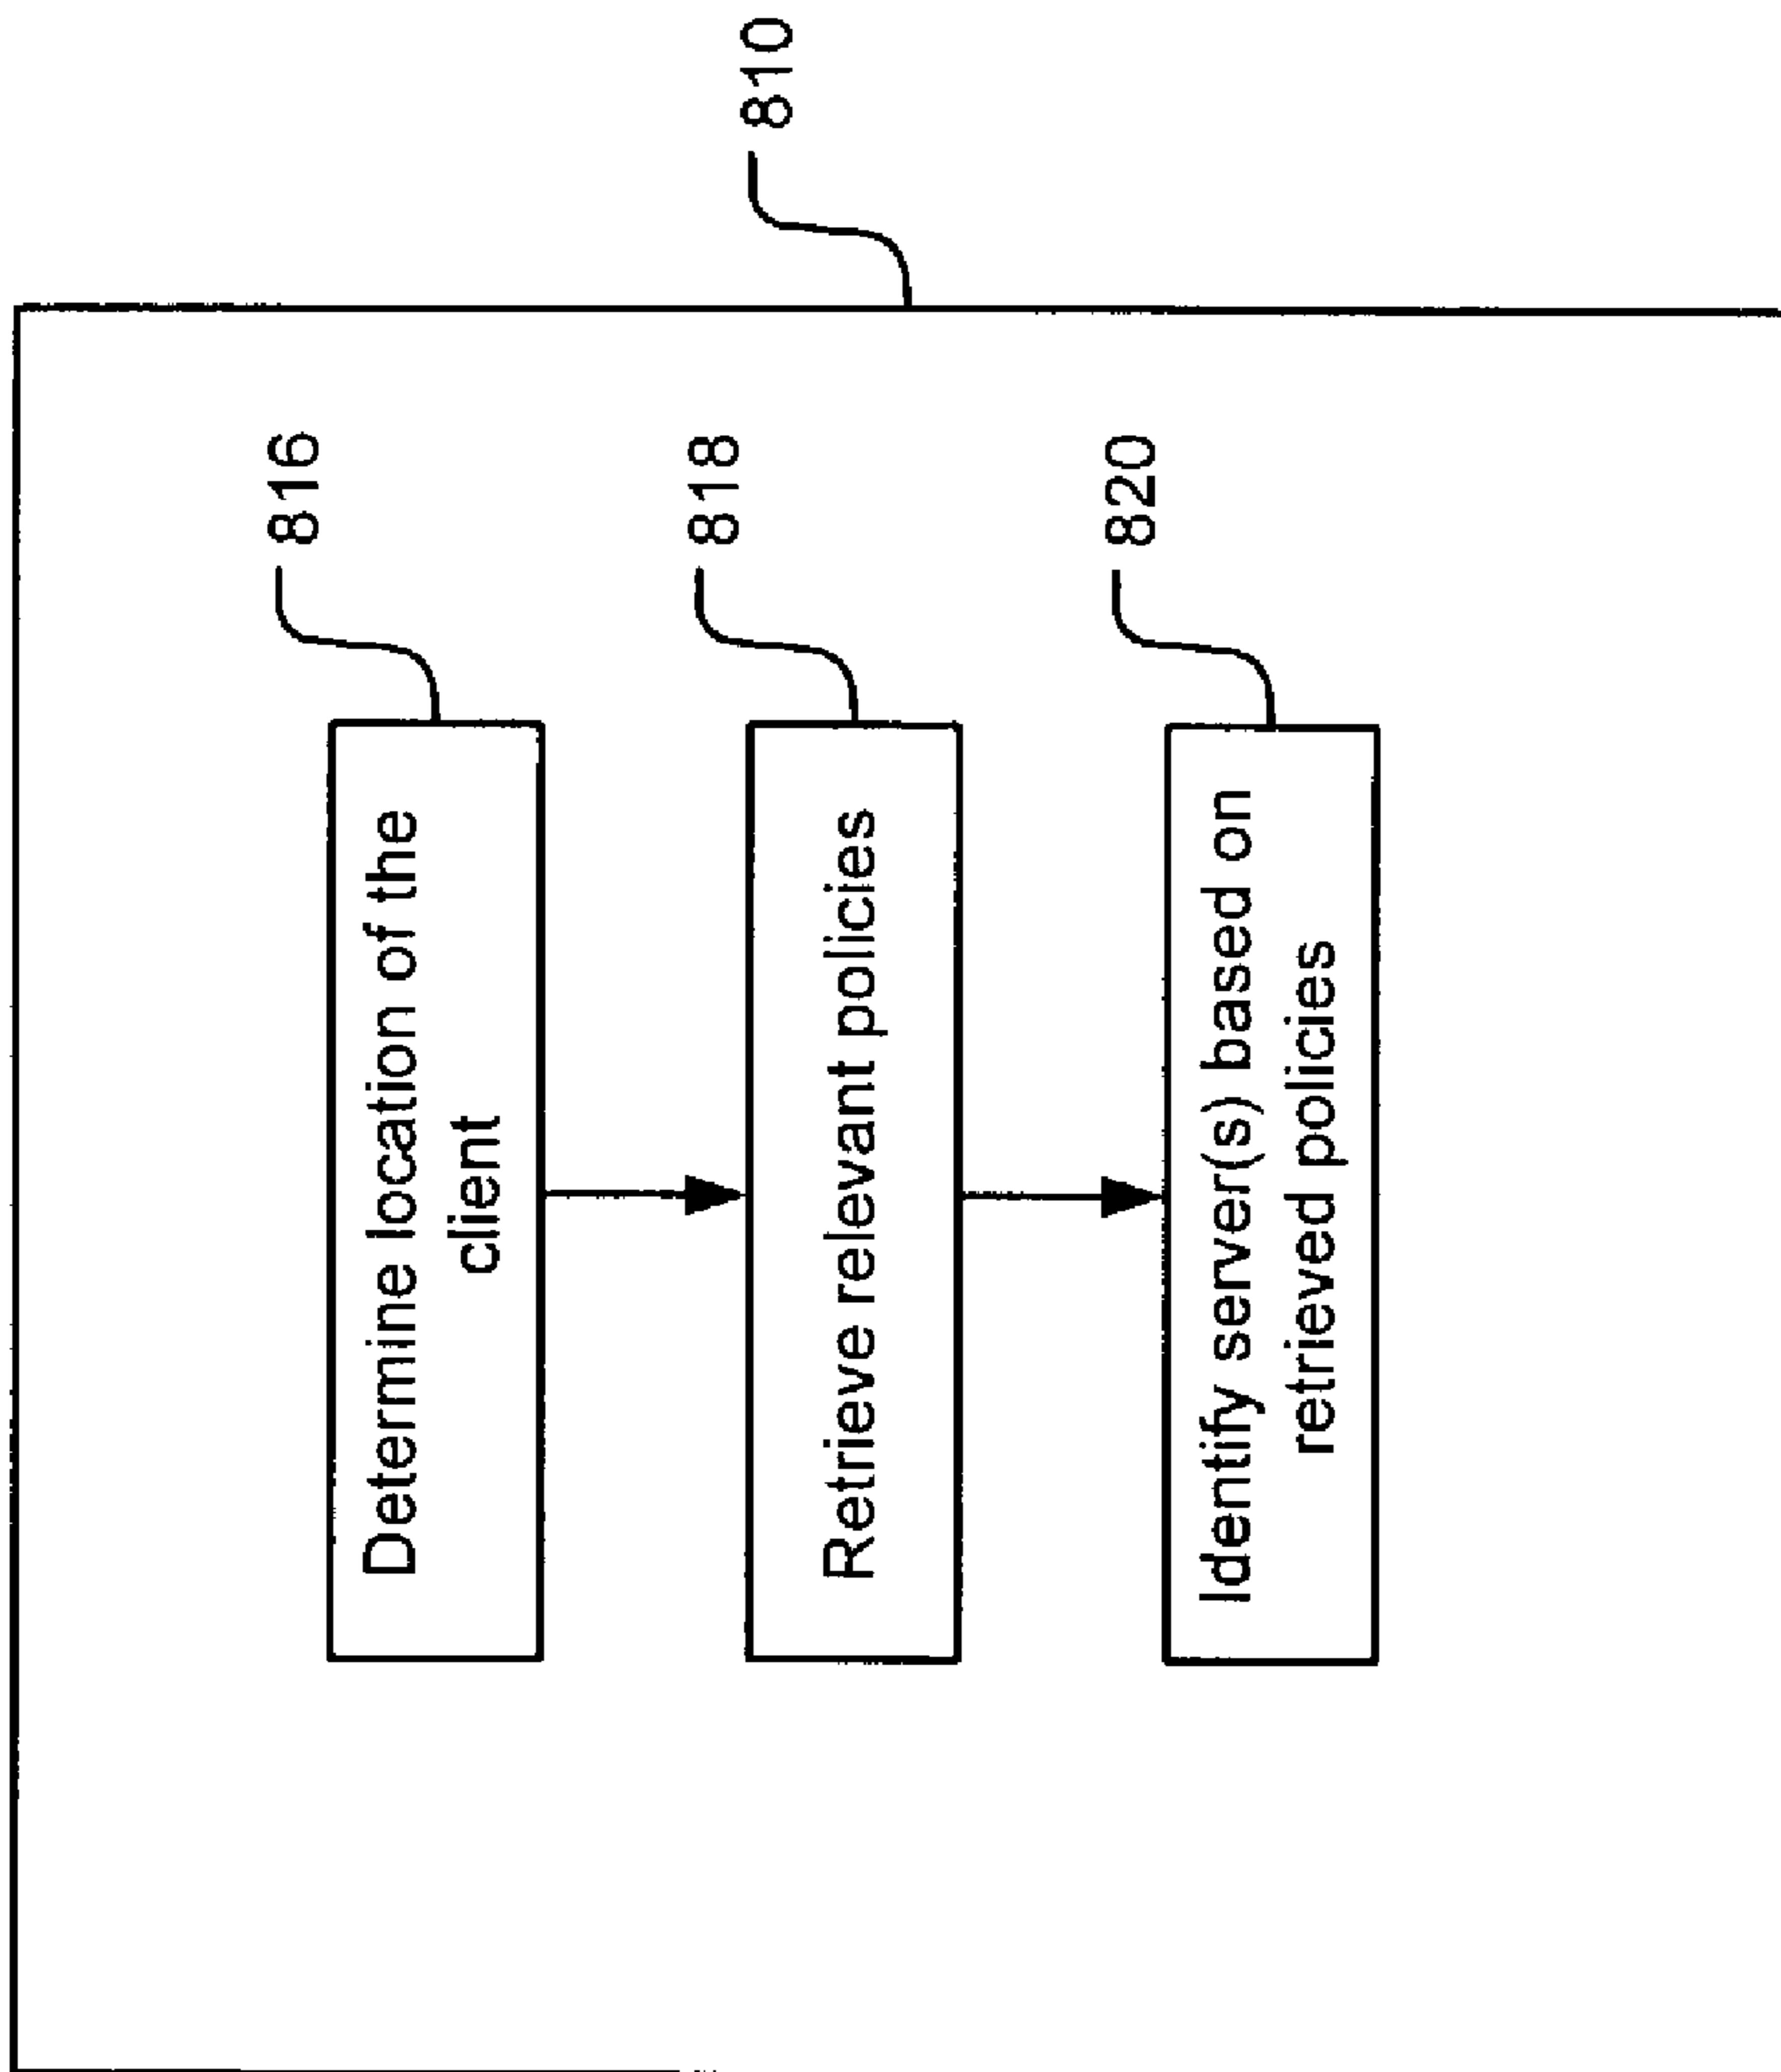 810
816
Determine location of the
client
818
Retrieve relevant policies
820
Identify server(s) based on
retrieved policies